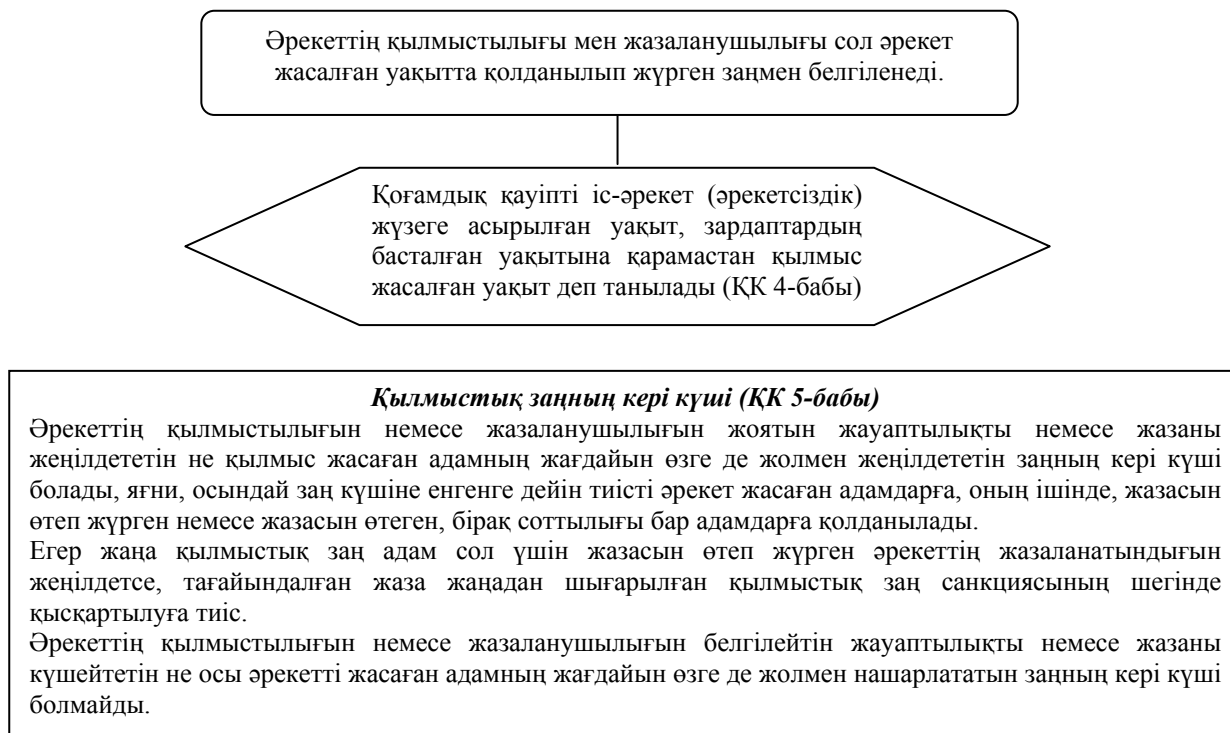 Әрекеттің қылмыстылығы мен жазаланушылығы сол әрекет
жасалған уақытта қолданылып жүрген заңмен белгіленеді.
Қоғамдық қауіпті іс-әрекет (әрекетсіздік)
жүзеге асырылған уақыт, зардаптардың
басталған уақытына қарамастан қылмыс
жасалған уақыт деп танылады (ҚК 4-бабы)
Қылмыстық заңның кері күші (ҚК 5-бабы)
Әрекеттің қылмыстылығын немесе жазаланушылығын жоятын жауаптылықты немесе жазаны
жеңілдететін не қылмыс жасаған адамның жағдайын өзге де жолмен жеңілдететін заңның кері күші
болады, яғни, осындай заң күшіне енгенге дейін тиісті әрекет жасаған адамдарға, оның ішінде, жазасын
өтеп жүрген немесе жазасын өтеген, бірақ соттылығы бар адамдарға қолданылады.
Егер жаңа қылмыстық заң адам сол үшін жазасын өтеп жүрген әрекеттің жазаланатындығын
жеңілдетсе, тағайындалған жаза жаңадан шығарылған қылмыстық заң санкциясының шегінде
қысқартылуға тиіс.
Әрекеттің қылмыстылығын немесе жазаланушылығын белгілейтін жауаптылықты немесе жазаны
күшейтетін не осы әрекетті жасаған адамның жағдайын өзге де жолмен нашарлататын заңның кері күші
болмайды.